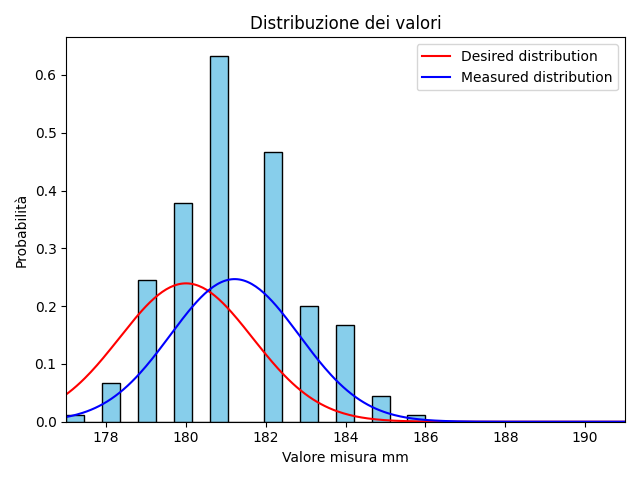 Distribuzione dei valori
Desired distribution
Measured distribution
Probabilità
0.6
0.5
0.4
0.3
0.2
0.1
0.0
178 180 182 184 186 188 190
Valore misura mm